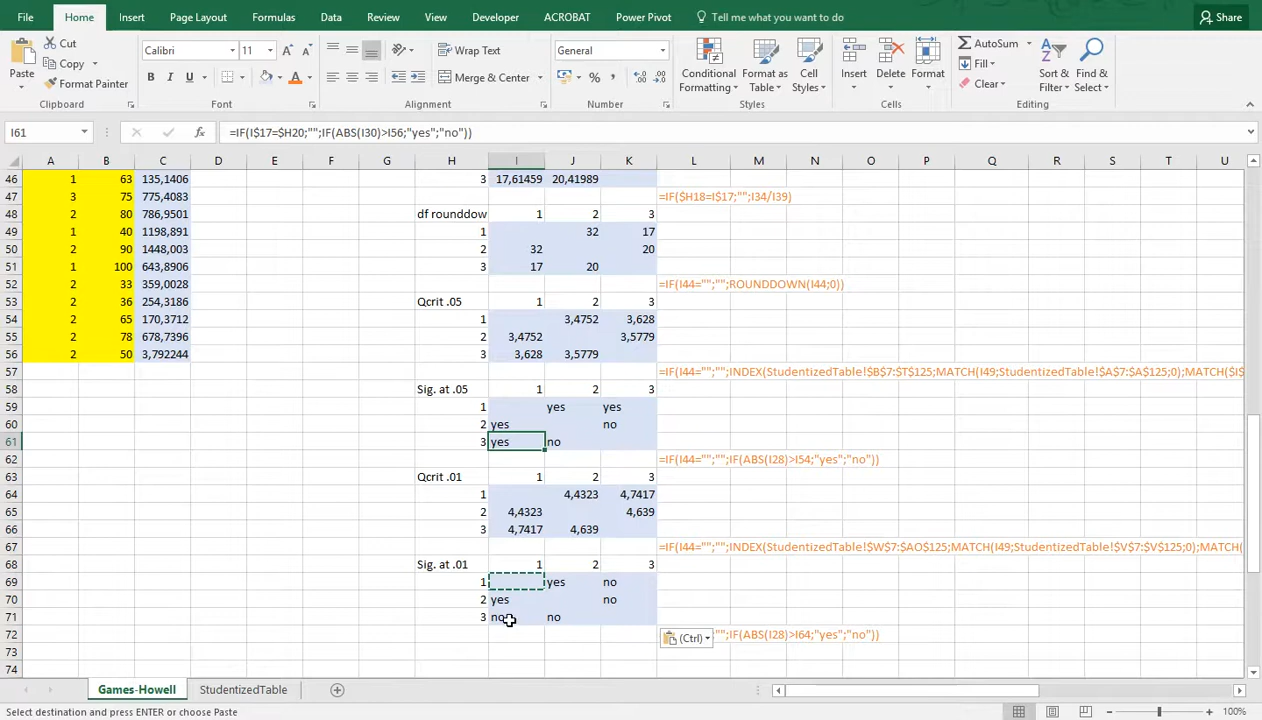 File Home Insert Page Layout Formulas Data Review View Developer ACROBAT Power Pivot Tell me what you want to do Share
Paste Cut Copy Format Painter Clipboard
Calibri 11 A A B I U A Font
Wrap Text Merge & Center Alignment
General % Number
Conditional Formatting Format as Table Cell Styles Styles
Insert Delete Format Cells
AutoSum Fill Clear Sort & Filter Find & Select Editing
I61 fx =IF(I$17=$H20;"";IF(ABS(I30)>I56;"yes";"no"))
A B C D E F G H I J K L M N O P Q R S T U
46 1 63 135,1406 3 17,61459 20,41989
47 3 75 775,4083 =IF($H18=I$17;"";I34/I39)
48 2 80 786,9501 df rounddow 1 2 3
49 1 40 1198,891 1 32 17
50 2 90 1448,003 2 32 20
51 1 100 643,8906 3 17 20
52 2 33 359,0028 =IF(I44="";"";ROUNDDOWN(I44;0))
53 2 36 254,3186 Qcrit .05 1 2 3
54 2 65 170,3712 1 3,4752 3,628
55 2 78 678,7396 2 3,4752 3,5779
56 2 50 3,792244 3 3,628 3,5779
57 =IF(I44="";"";INDEX(StudentizedTable!$B$7:$T$125;MATCH(I49;StudentizedTable!$A$7:$A$125;0);MATCH($I$
58 Sig. at .05 1 2 3
59 1 yes yes
60 2 yes no
61 3 yes no
62 =IF(I44="";"";IF(ABS(I28)>I54;"yes";"no"))
63 Qcrit .01 1 2 3
64 1 4,4323 4,7417
65 2 4,4323 4,639
66 3 4,7417 4,639
67 =IF(I44="";"";INDEX(StudentizedTable!$W$7:$AO$125;MATCH(I49;StudentizedTable!$V$7:$V$125;0);MATCH(
68 Sig. at .01 1 2 3
69 1 yes no
70 2 yes no
71 3 no no
72 (Ctrl) "";IF(ABS(I28)>I64;"yes";"no"))
73
74
Games-Howell StudentizedTable
Select destination and press ENTER or choose Paste 100%